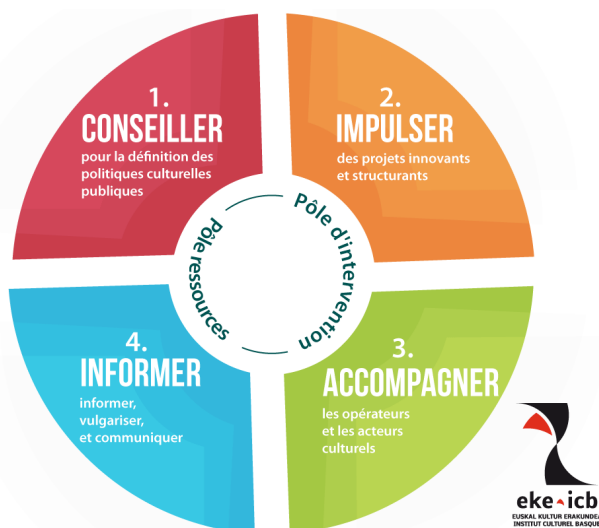 1.
CONSEILLER
pour la définition des
politiques culturelles
publiques
2.
IMPULSER
des projets innovants
et structurants
Pôle ressources
Pôle d'intervention
4.
INFORMER
informer,
vulgariser,
et communiquer
3.
ACCOMPAGNER
les opérateurs
et les acteurs
culturels
eke icb
EUSKAL KULTUR ERAKUNDEA
INSTITUT CULTUREL BASQUE